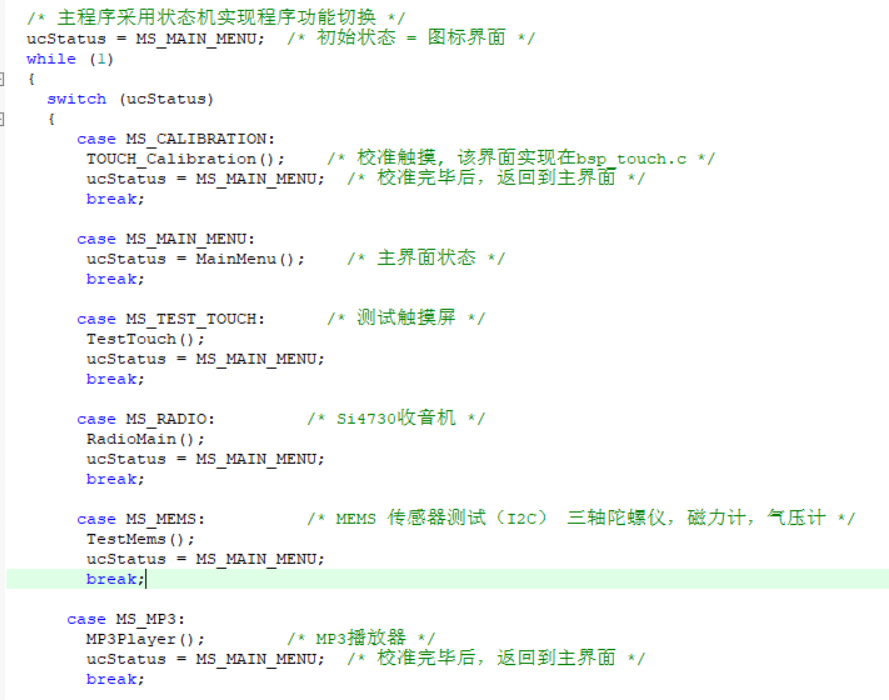 /* 主程序采用状态机实现程序功能切换 */
ucStatus = MS_MAIN_MENU;  /* 初始状态 = 图标界面 */
while (1)
{
switch (ucStatus)
{
case MS_CALIBRATION:
TOUCH_Calibration();    /* 校准触摸, 该界面实现在bsp_touch.c */
ucStatus = MS_MAIN_MENU;  /* 校准完毕后，返回到主界面 */
break;
case MS_MAIN_MENU:
ucStatus = MainMenu();    /* 主界面状态 */
break;
case MS_TEST_TOUCH:      /* 测试触摸屏 */
TestTouch();
ucStatus = MS_MAIN_MENU;
break;
case MS_RADIO:         /* Si4730收音机 */
RadioMain();
ucStatus = MS_MAIN_MENU;
break;
case MS_MEMS:          /* MEMS 传感器测试（I2C） 三轴陀螺仪，磁力计，气压计 */
TestMems();
ucStatus = MS_MAIN_MENU;
break;
case MS_MP3:
MP3Player();        /* MP3播放器 */
ucStatus = MS_MAIN_MENU;  /* 校准完毕后，返回到主界面 */
break;